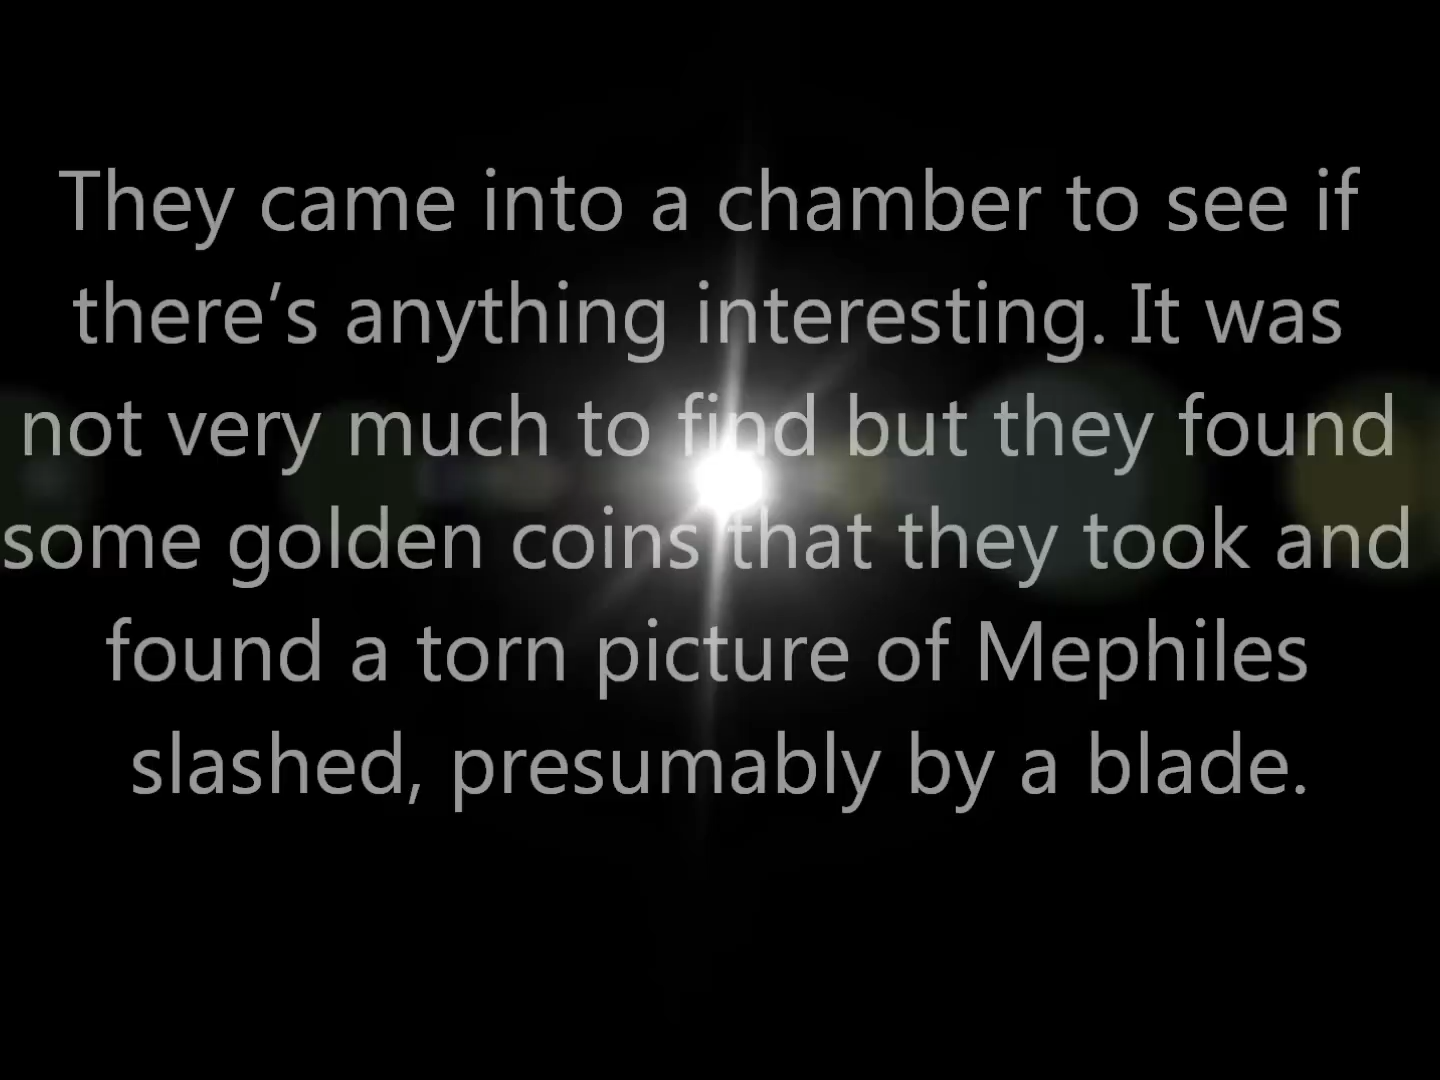 They came into a chamber to see if
there’s anything interesting. It was
not very much to find but they found
some golden coins that they took and
found a torn picture of Mephiles
slashed, presumably by a blade.